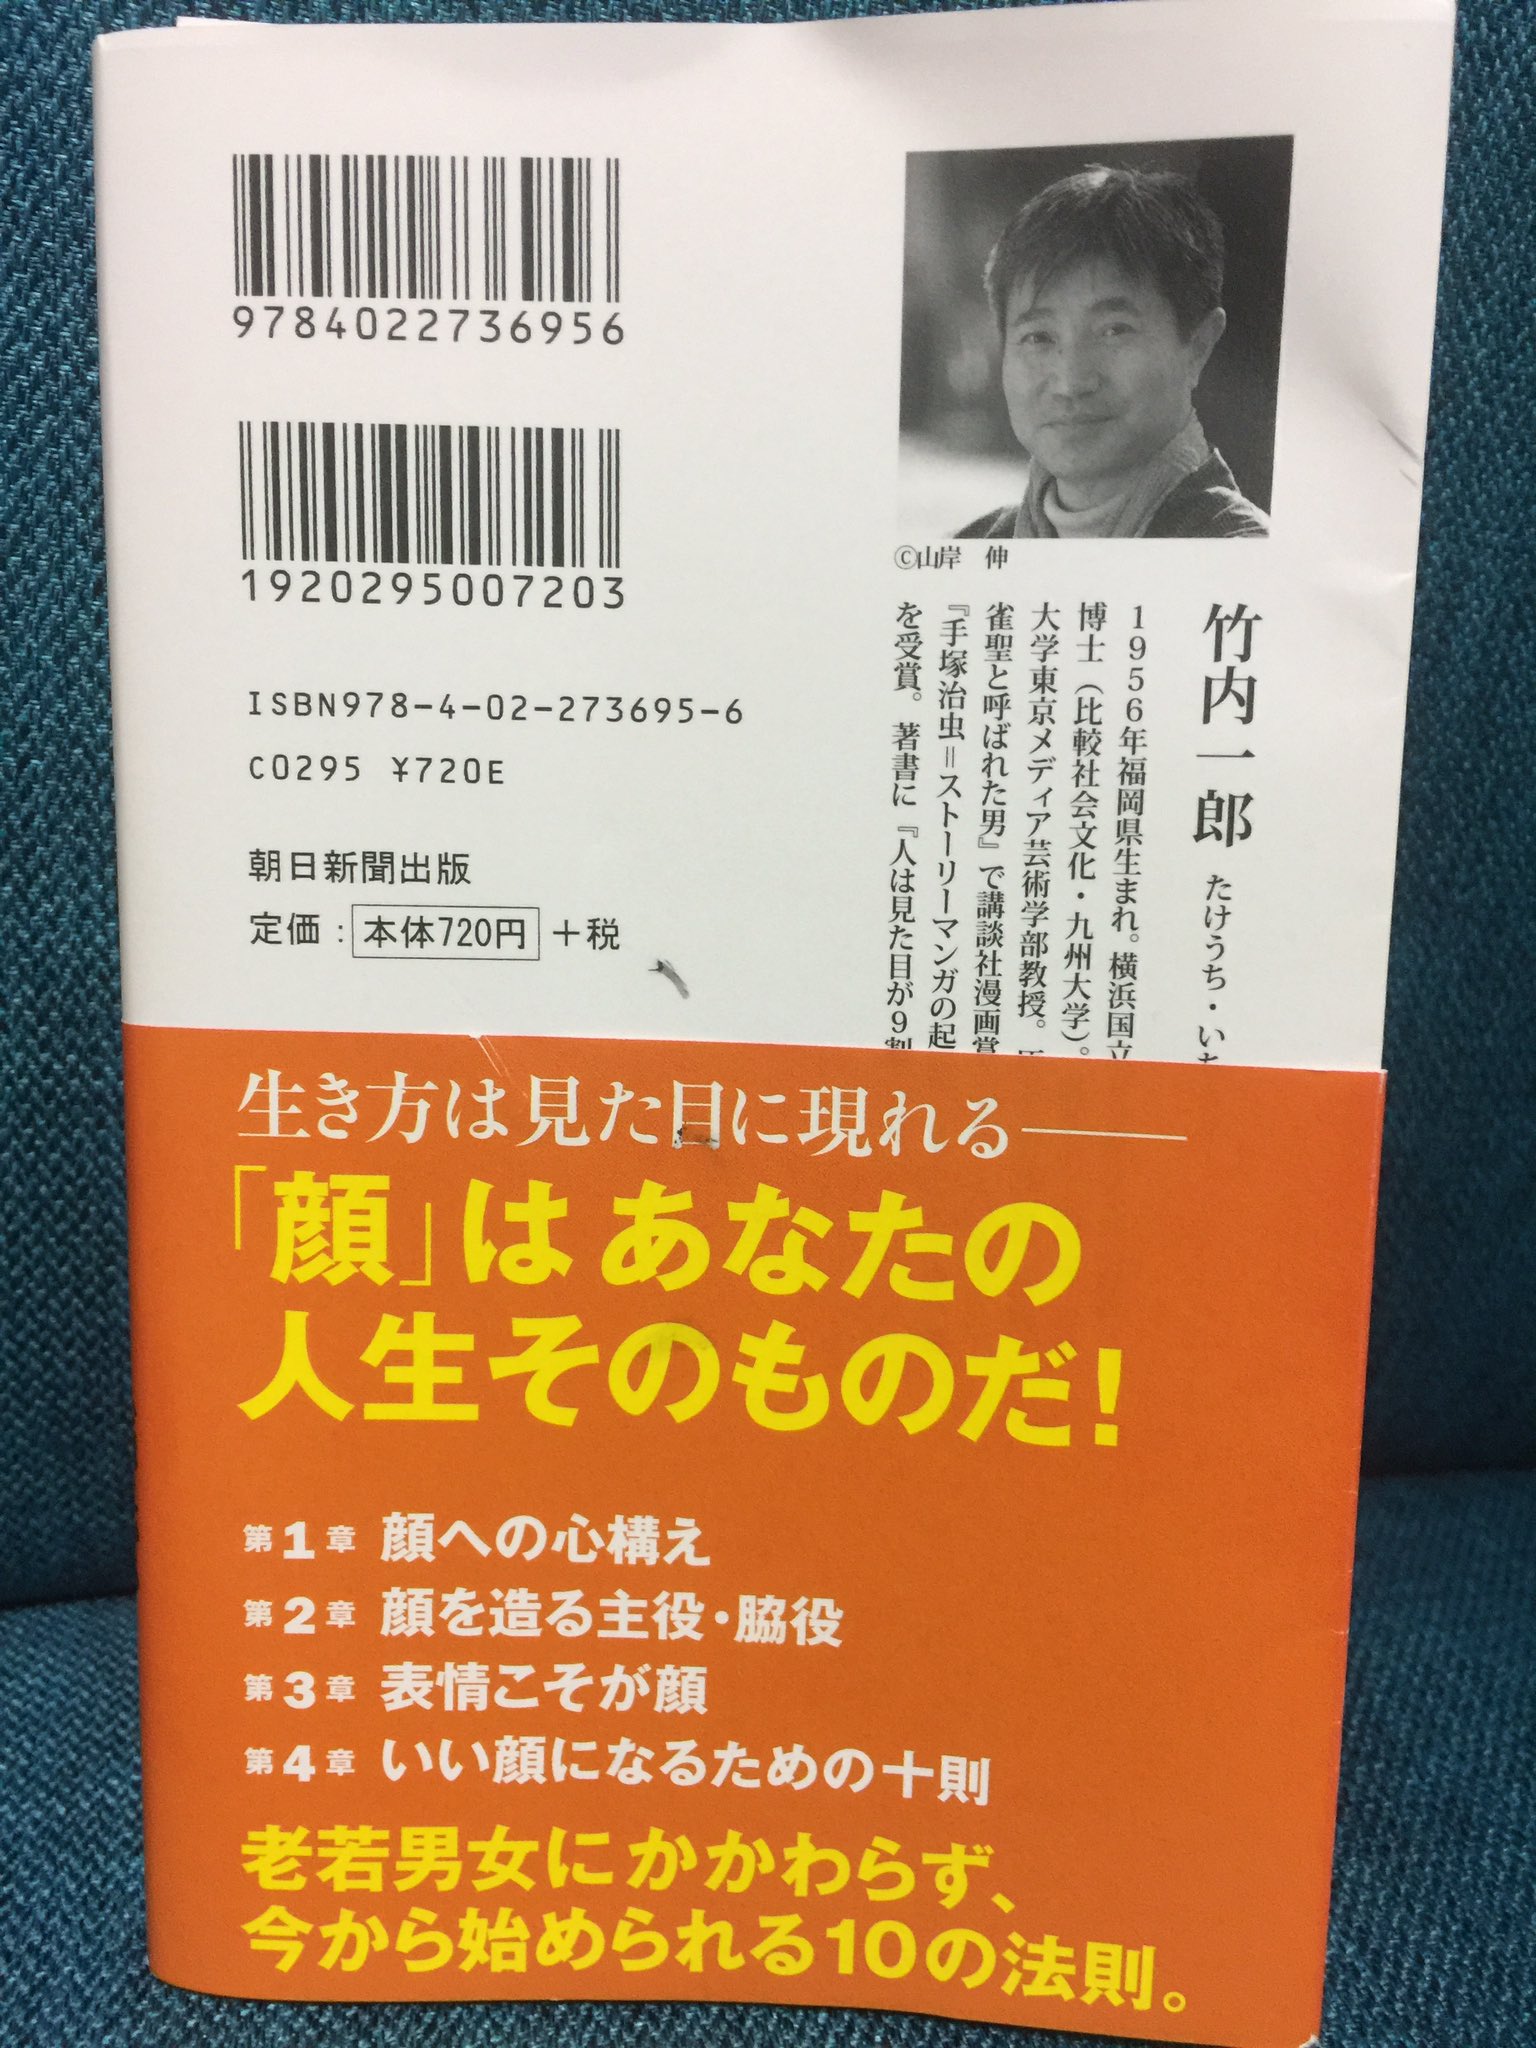 9784022736956
1920295007203
ISBN978-4-02-273695-6
C0295 ¥720E
朝日新聞出版
定価：本体720円＋税
©山岸　伸
竹内一郎 たけうち・いち
1956年福岡県生まれ。横浜国立
博士（比較社会文化・九州大学）。
大学東京メディア芸術学部教授。
雀聖と呼ばれた男』で講談社漫画賞
『手塚治虫＝ストーリーマンガの起
を受賞。著書に『人は見た目が9割
生き方は見た目に現れる――
「顔」はあなたの
人生そのものだ！
第1章 顔への心構え
第2章 顔を造る主役・脇役
第3章 表情こそが顔
第4章 いい顔になるための十則
老若男女にかかわらず、
今から始められる10の法則。